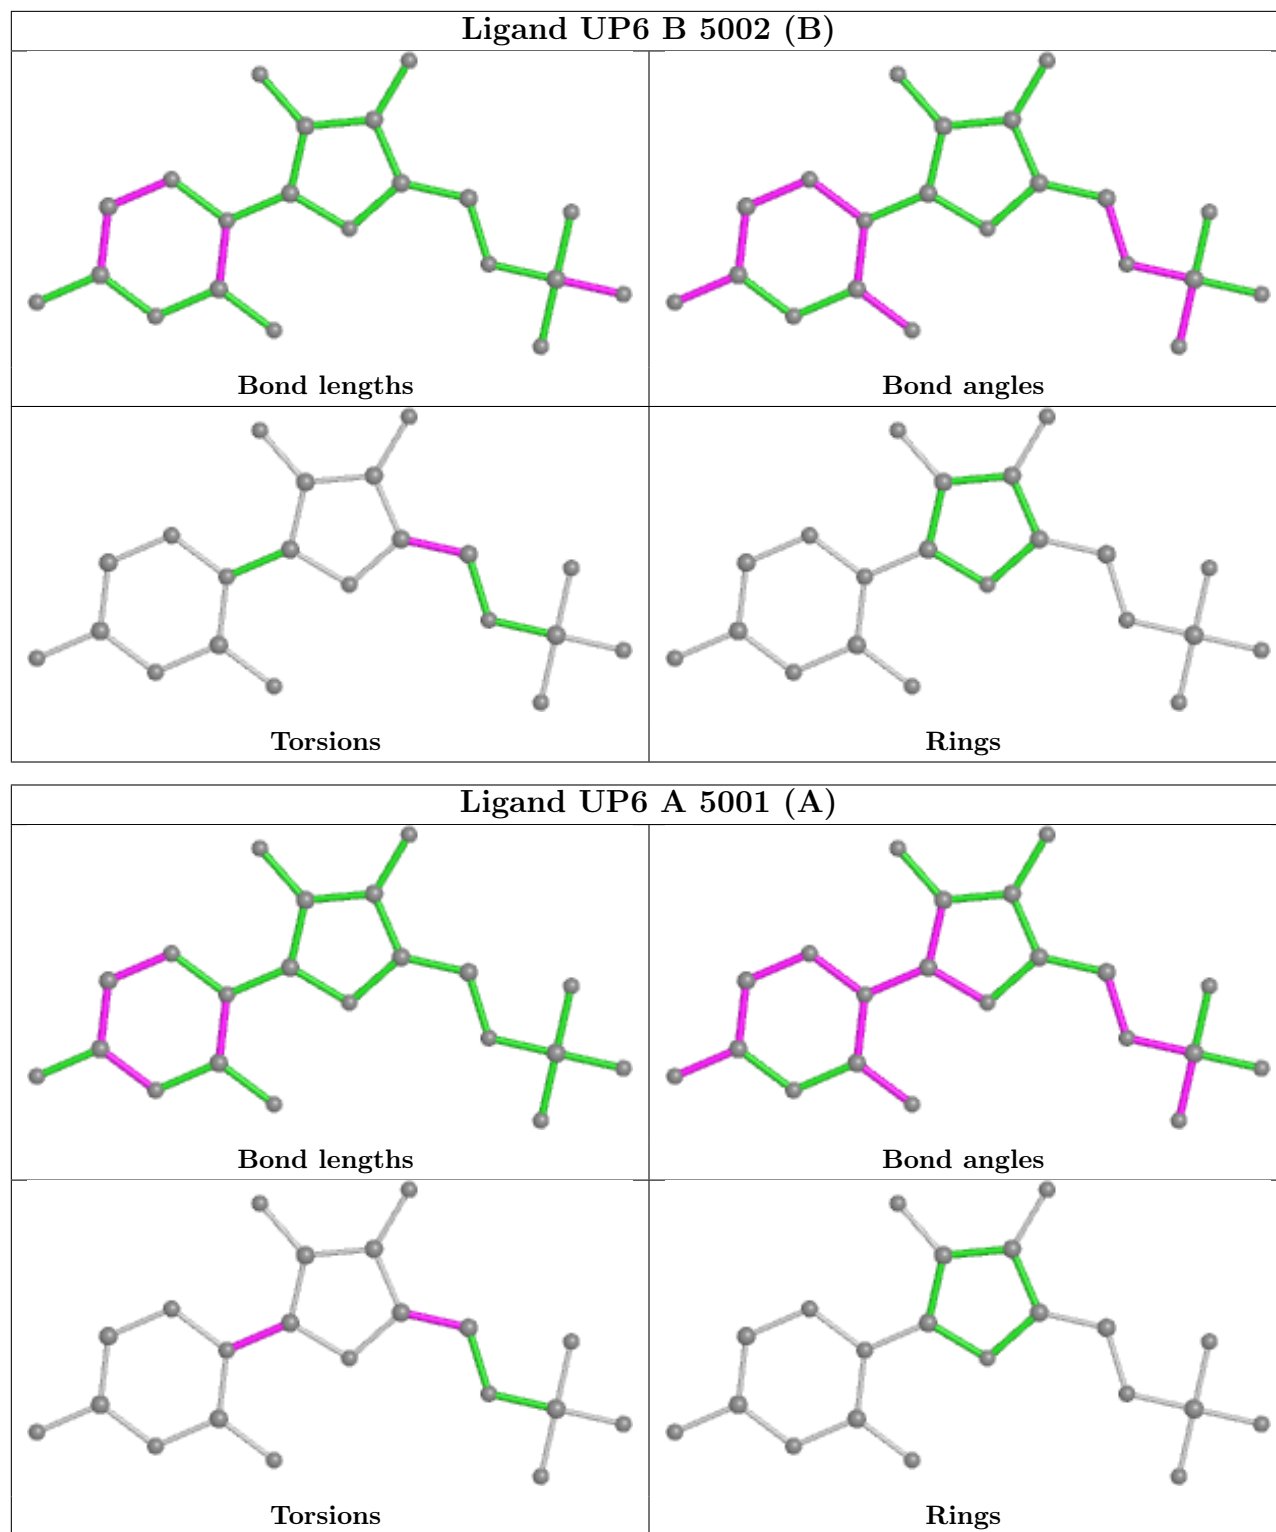 Ligand UP6 B 5002 (B)
Bond lengths
Bond angles
Torsions
Rings
Ligand UP6 A 5001 (A)
Bond lengths
Bond angles
Torsions
Rings